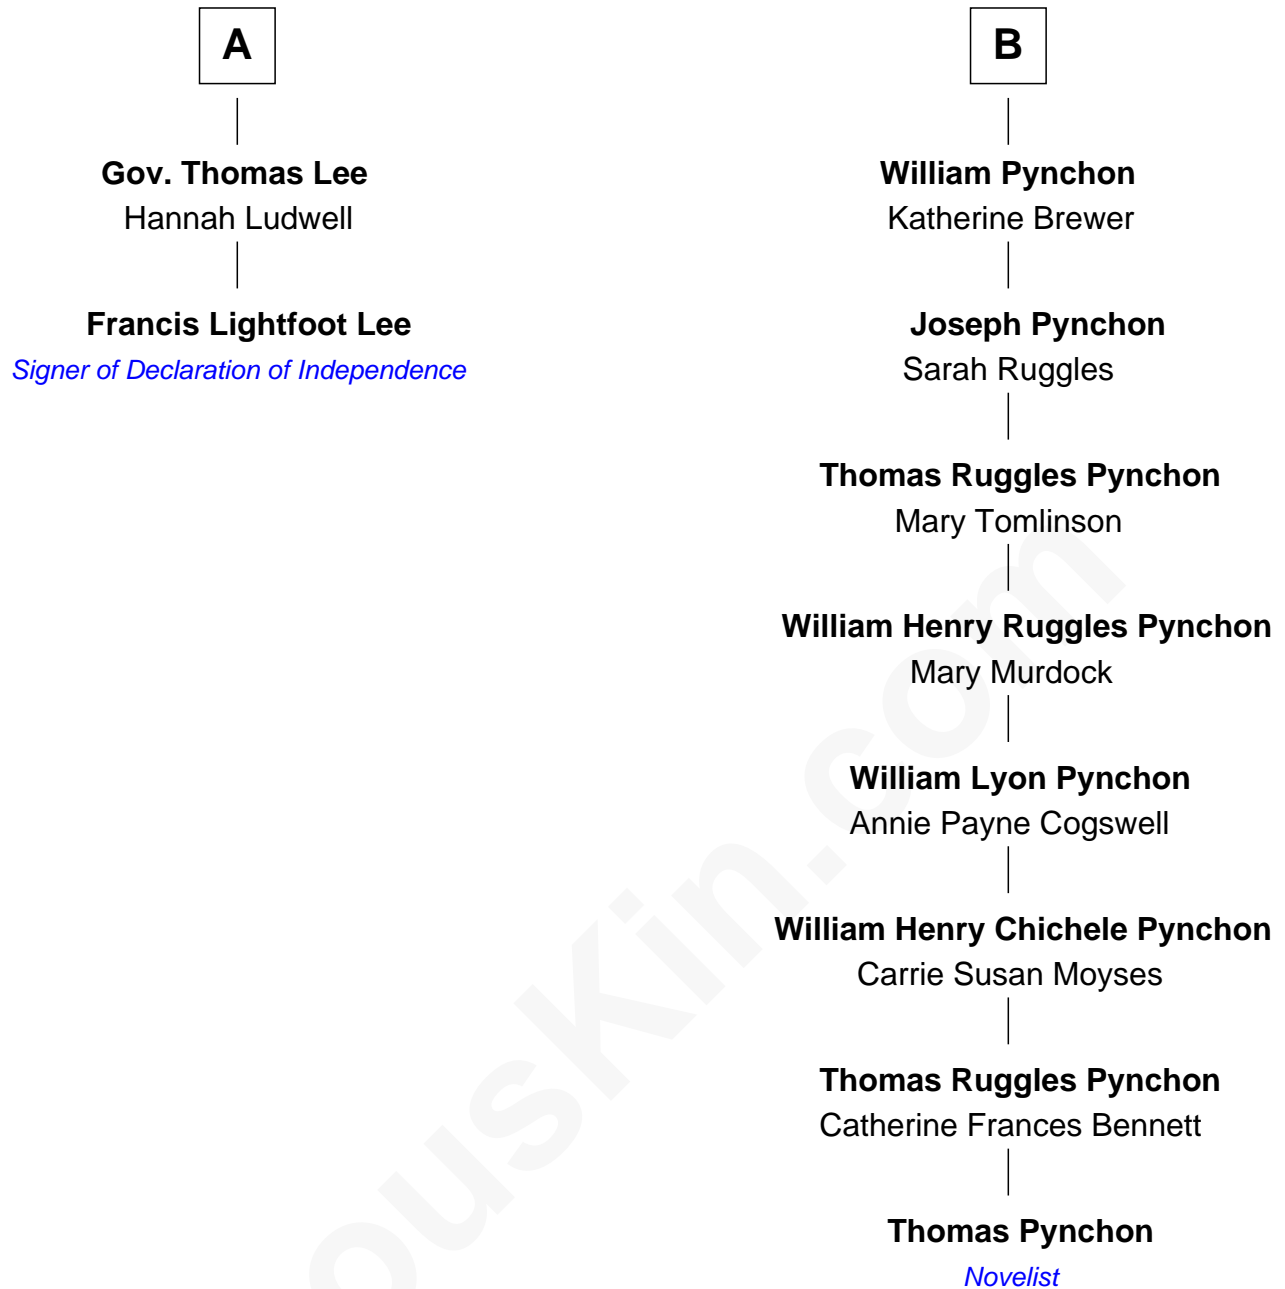 A
Gov. Thomas Lee
Hannah Ludwell
Francis Lightfoot Lee
Signer of Declaration of Independence
B
William Pynchon
Katherine Brewer
Joseph Pynchon
Sarah Ruggles
Thomas Ruggles Pynchon
Mary Tomlinson
William Henry Ruggles Pynchon
Mary Murdock
William Lyon Pynchon
Annie Payne Cogswell
William Henry Chichele Pynchon
Carrie Susan Moyses
Thomas Ruggles Pynchon
Catherine Frances Bennett
Thomas Pynchon
Novelist
ousKin.com